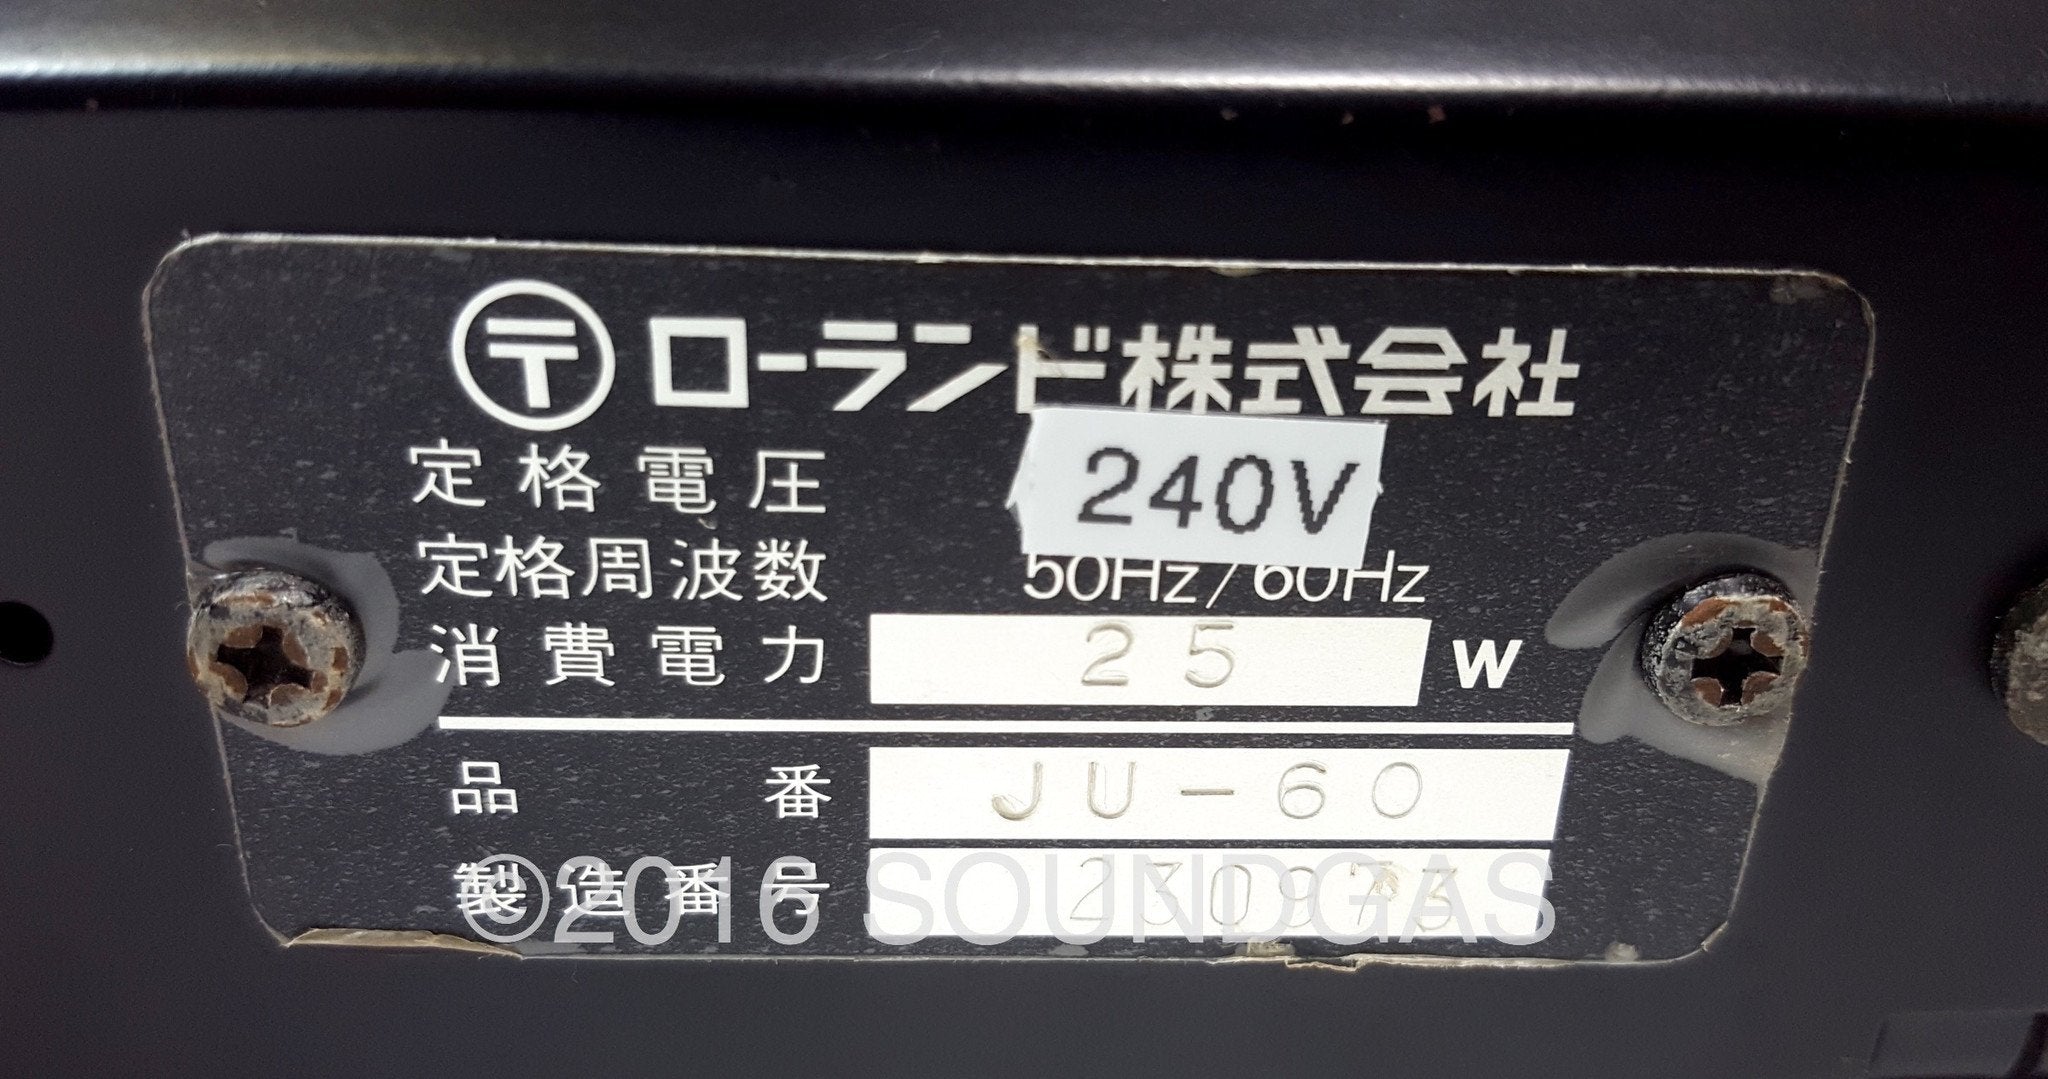 〒 ローランド株式会社
定格電圧 240V
定格周波数 50Hz/60Hz
消費電力 25 W
品番 JU-60
製造番号 230973
©2016 SOUNDGAS